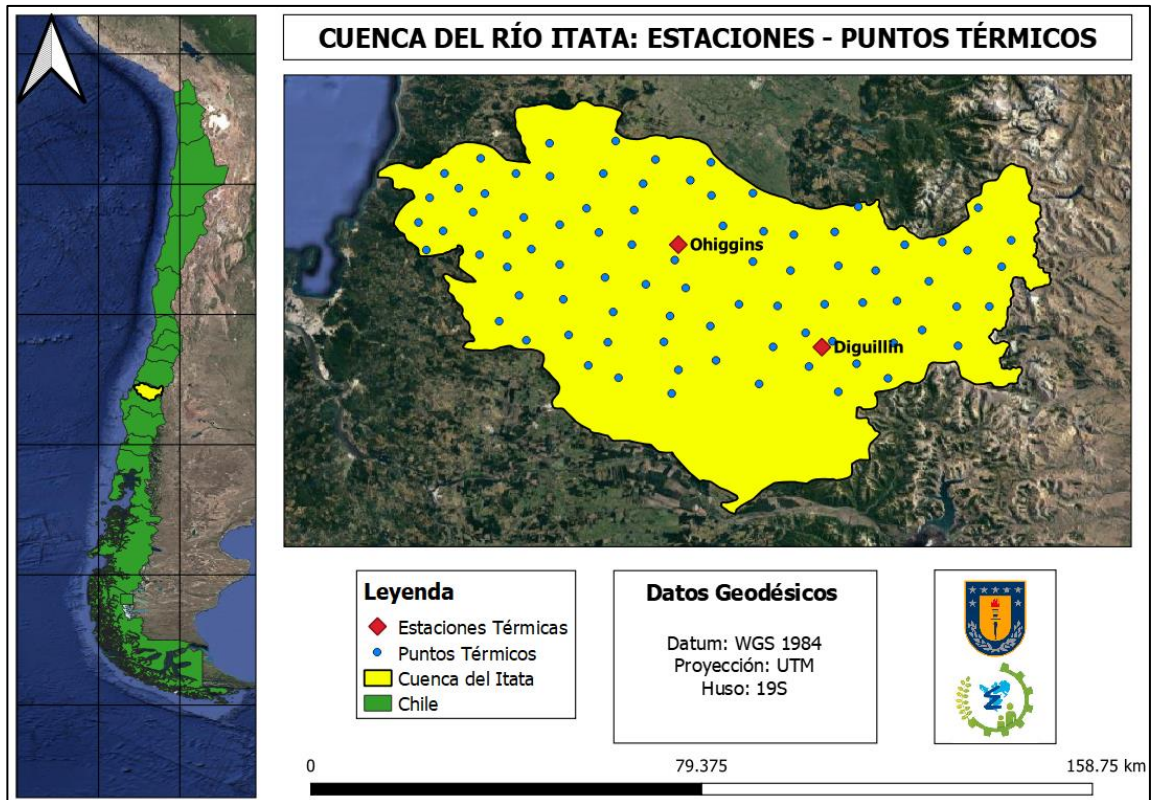 CUENCA DEL RÍO ITATA: ESTACIONES - PUNTOS TÉRMICOS
Ohiggins
Diguillin
Leyenda
Estaciones Térmicas
Puntos Térmicos
Cuenca del Itata
Chile
Datos Geodésicos
Datum: WGS 1984
Proyección: UTM
Huso: 19S
0 79.375 158.75 km